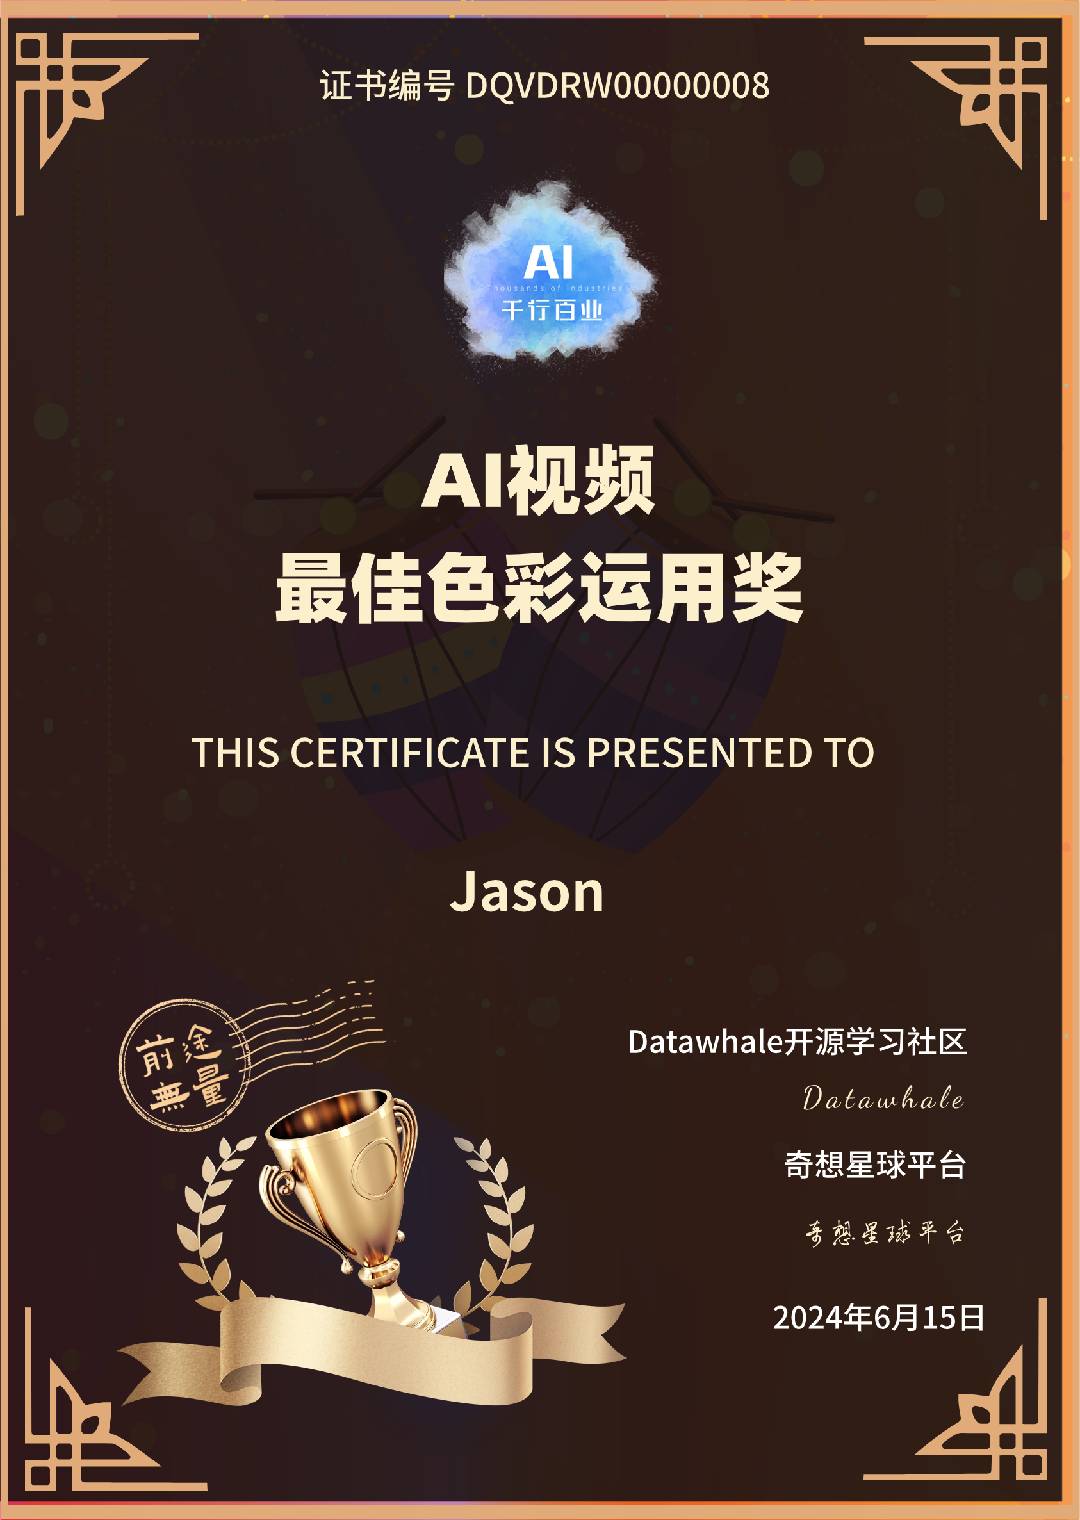 证书编号 DQVDRW00000008
AI
Thousands of Industries
千行百业
AI视频
最佳色彩运用奖
THIS CERTIFICATE IS PRESENTED TO
Jason
前途
無量
Datawhale开源学习社区
Datawhale
奇想星球平台
奇想星球平台
2024年6月15日